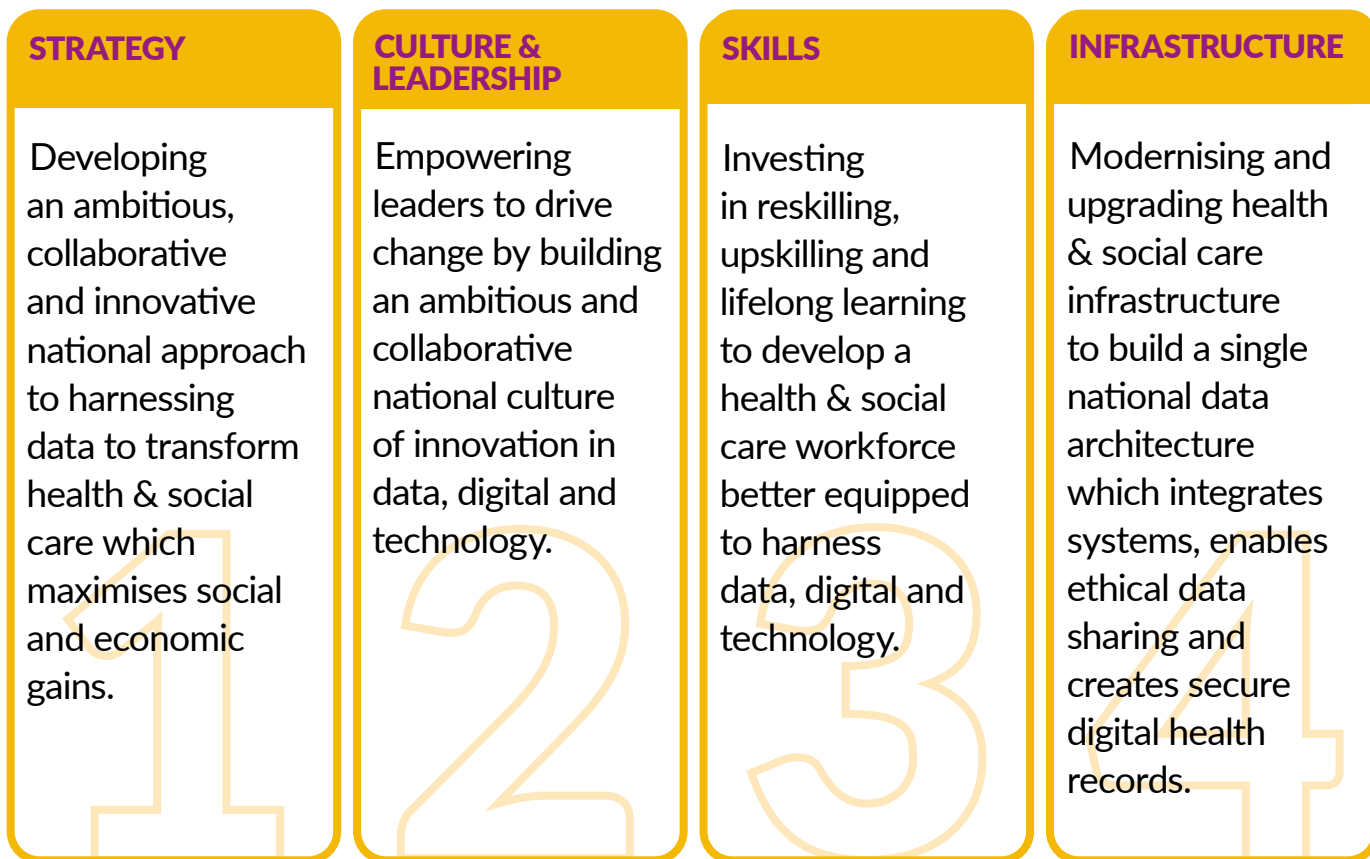 STRATEGY
Developing
an ambitious,
collaborative
and innovative
national approach
to harnessing
data to transform
health & social
care which
maximises social
and economic
gains.
1
CULTURE &
LEADERSHIP
Empowering
leaders to drive
change by building
an ambitious and
collaborative
national culture
of innovation in
data, digital and
technology.
2
SKILLS
Investing
in reskilling,
upskilling and
lifelong learning
to develop a
health & social
care workforce
better equipped
to harness
data, digital and
technology.
3
INFRASTRUCTURE
Modernising and
upgrading health
& social care
infrastructure
to build a single
national data
architecture
which integrates
systems, enables
ethical data
sharing and
creates secure
digital health
records.
4